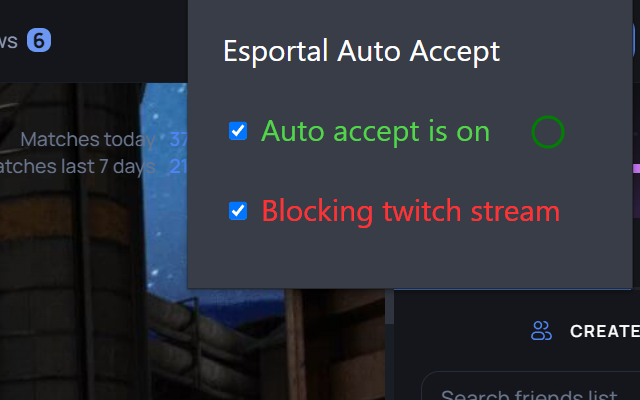 ws 6
Esportal Auto Accept
Matches today 37
Auto accept is on
atches last 7 days 21
Blocking twitch stream
CREATE
Search friends list